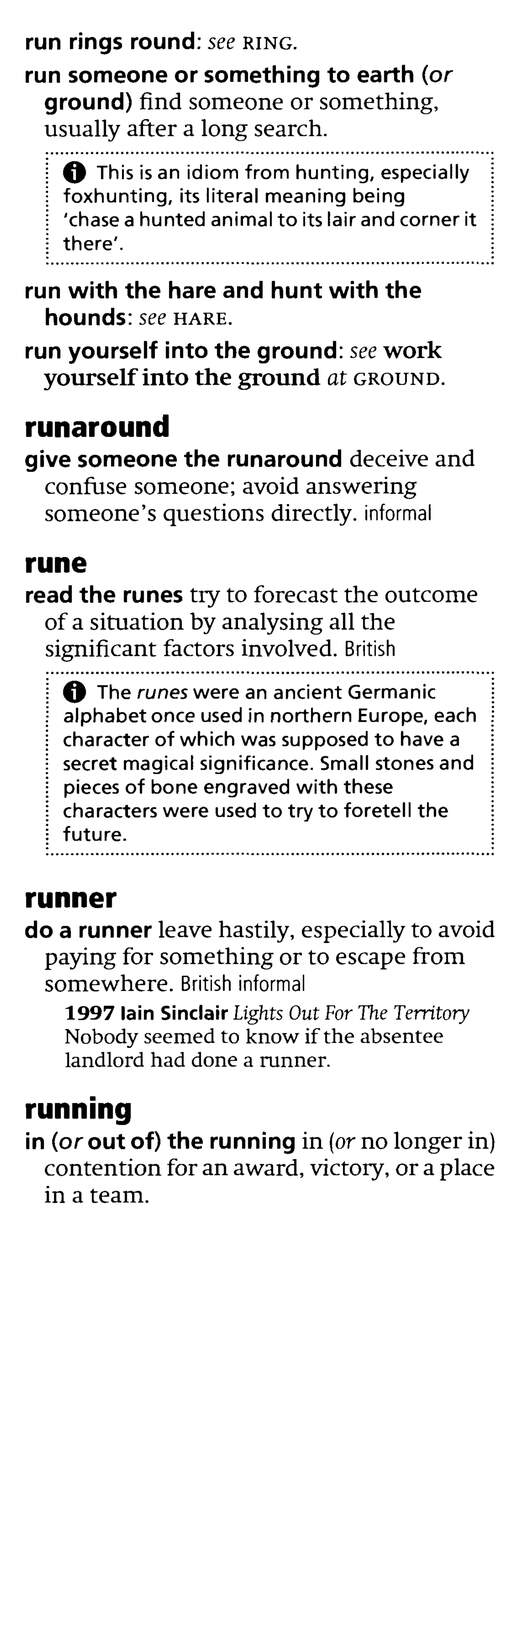 run rings round: see RING.
run someone or something to earth (or
ground) find someone or something,
usually after a long search.
This is an idiom from hunting, especially
foxhunting, its literal meaning being
‘chase a hunted animal to its lair and corner it
there’.
run with the hare and hunt with the
hounds: see HARE.
run yourself into the ground: see work
yourself into the ground at GROUND.
runaround
give someone the runaround deceive and
confuse someone; avoid answering
someone’s questions directly. informal
rune
read the runes try to forecast the outcome
of a situation by analysing all the
significant factors involved. British
The runes were an ancient Germanic
alphabet once used in northern Europe, each
character of which was supposed to have a
secret magical significance. Small stones and
pieces of bone engraved with these
characters were used to try to foretell the
future.
runner
do a runner leave hastily, especially to avoid
paying for something or to escape from
somewhere. British informal
1997 Iain Sinclair Lights Out For The Territory
Nobody seemed to know if the absentee
landlord had done a runner.
running
in (or out of) the running in (or no longer in)
contention for an award, victory, or a place
in a team.